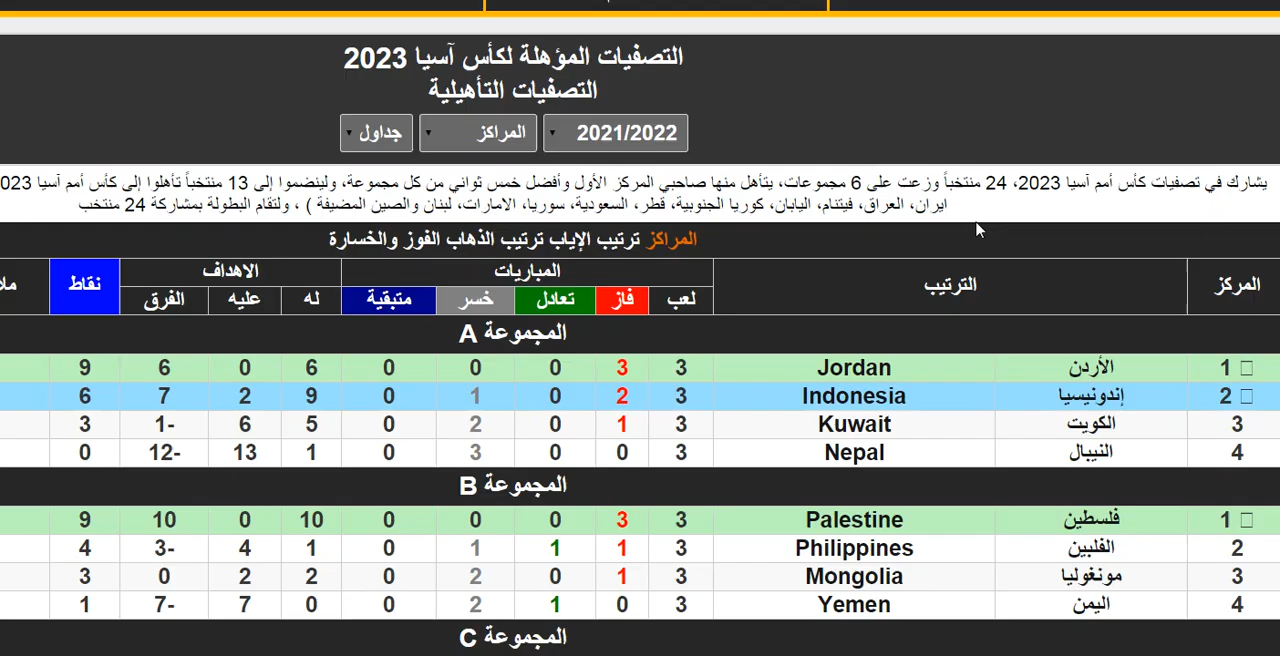 التصفيات المؤهلة لكأس آسيا 2023
التصفيات التأهيلية
2021/2022 المراكز جداول
يشارك في تصفيات كأس أمم آسيا 2023، 24 منتخباً وزعت على 6 مجموعات، يتأهل منها صاحبي المركز الأول وأفضل خمس ثواني من كل مجموعة، ولينضموا إلى 13 منتخباً تأهلوا إلى كأس أمم آسيا 023
ايران، العراق، فيتنام، اليابان، كوريا الجنوبية، قطر، السعودية، سوريا، الامارات، لبنان والصين المضيفة ) ، ولتقام البطولة بمشاركة 24 منتخب
المراكز ترتيب الإياب ترتيب الذهاب الفوز والخسارة
المركز الترتيب المباريات الاهداف نقاط ملا
لعب فاز تعادل خسر متبقية له عليه الفرق
المجموعة A
1 الأردن Jordan 3 3 0 0 0 6 0 6 9
2 إندونيسيا Indonesia 3 2 0 1 0 9 2 7 6
3 الكويت Kuwait 3 1 0 2 0 5 6 1- 3
4 النيبال Nepal 3 0 0 3 0 1 13 12- 0
المجموعة B
1 فلسطين Palestine 3 3 0 0 0 10 0 10 9
2 الفلبين Philippines 3 1 1 1 0 1 4 3- 4
3 مونغوليا Mongolia 3 1 0 2 0 2 2 0 3
4 اليمن Yemen 3 0 1 2 0 0 7 7- 1
المجموعة C